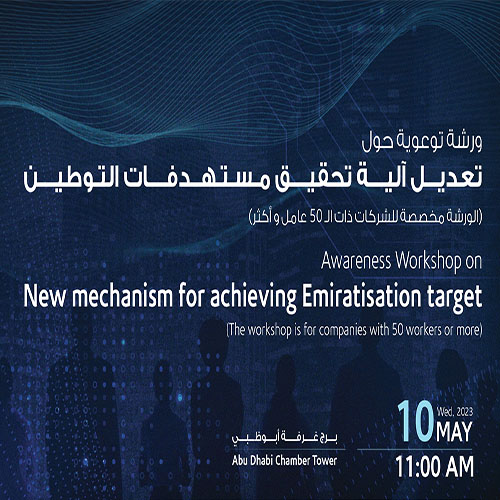 ورشة توعوية حول
تعديل آلية تحقيق مستهدفات التوطين
(الورشة مخصصة للشركات ذات الـ 50 عامل و أكثر)
Awareness Workshop on
New mechanism for achieving Emiratisation target
(The workshop is for companies with 50 workers or more)
برج غرفة أبوظبي
Abu Dhabi Chamber Tower
10 Wed, 2023
MAY
11:00 AM